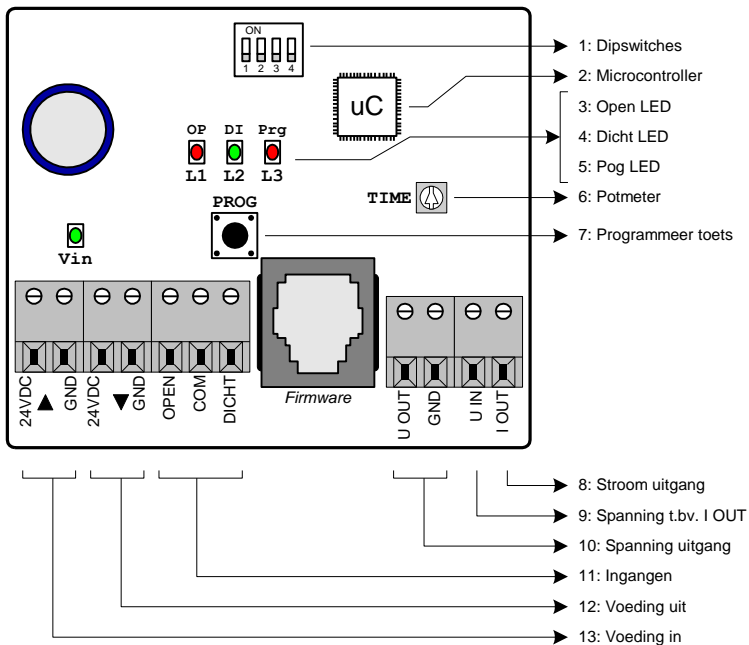 ON
1 2 3 4
1: Dipswitches
uC
2: Microcontroller
3: Open LED
OP DI Prg
4: Dicht LED
L1 L2 L3
5: Pog LED
TIME
6: Potmeter
PROG
7: Programmeer toets
Vin
24VDC
GND
24VDC
GND
OPEN
COM
DICHT
Firmware
U OUT
GND
U IN
I OUT
8: Stroom uitgang
9: Spanning t.bv. I OUT
10: Spanning uitgang
11: Ingangen
12: Voeding uit
13: Voeding in